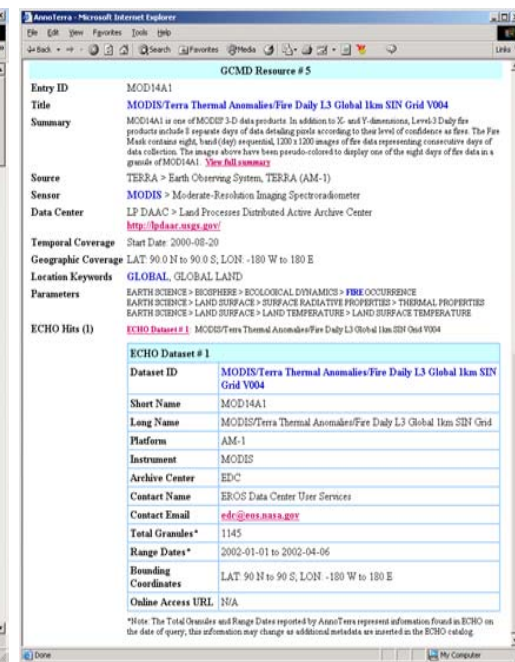 AnnoTerra - Microsoft Internet Explorer
File Edit View Favorites Tools Help
Back Search Favorites Media Links
GCMD Resource # 5
Entry ID MOD14A1
Title MODIS/Terra Thermal Anomalies/Fire Daily L3 Global 1km SIN Grid V004
Summary MOD14A1 is one of MODIS' 3-D data products. In addition to X- and Y-dimensions, Level-3 Daily fire
products include 8 separate days of data detailing pixels according to their level of confidence as fires. The Fire
Mask contains eight, band (day) sequential, 1200 x 1200 images of fire data representing consecutive days of
data collection. The images above have been pseudo-colored to display one of the eight days of fire data in a
granule of MOD14A1. View full summary
Source TERRA > Earth Observing System, TERRA (AM-1)
Sensor MODIS > Moderate-Resolution Imaging Spectroradiometer
Data Center LP DAAC > Land Processes Distributed Active Archive Center
http://lpdaac.usgs.gov/
Temporal Coverage Start Date: 2000-08-20
Geographic Coverage LAT: 90.0 N to 90.0 S, LON: -180 W to 180 E
Location Keywords GLOBAL, GLOBAL LAND
Parameters EARTH SCIENCE > BIOSPHERE > ECOLOGICAL DYNAMICS > FIRE OCCURRENCE
EARTH SCIENCE > LAND SURFACE > SURFACE RADIATIVE PROPERTIES > THERMAL PROPERTIES
EARTH SCIENCE > LAND SURFACE > LAND TEMPERATURE > LAND SURFACE TEMPERATURE
ECHO Hits (1) ECHO Dataset # 1: MODIS/Terra Thermal Anomalies/Fire Daily L3 Global 1km SIN Grid V004
ECHO Dataset # 1
Dataset ID MODIS/Terra Thermal Anomalies/Fire Daily L3 Global 1km SIN
Grid V004
Short Name MOD14A1
Long Name MODIS/Terra Thermal Anomalies/Fire Daily L3 Global 1km SIN Grid
Platform AM-1
Instrument MODIS
Archive Center EDC
Contact Name EROS Data Center User Services
Contact Email edc@eos.nasa.gov
Total Granules* 1145
Range Dates* 2002-01-01 to 2002-04-06
Bounding
Coordinates LAT: 90 N to 90 S, LON: -180 W to 180 E
Online Access URL N/A
*Note: The Total Granules and Range Dates reported by AnnoTerra represent information found in ECHO on
the date of query, this information may change as additional metadata are inserted in the ECHO catalog.
Done My Computer